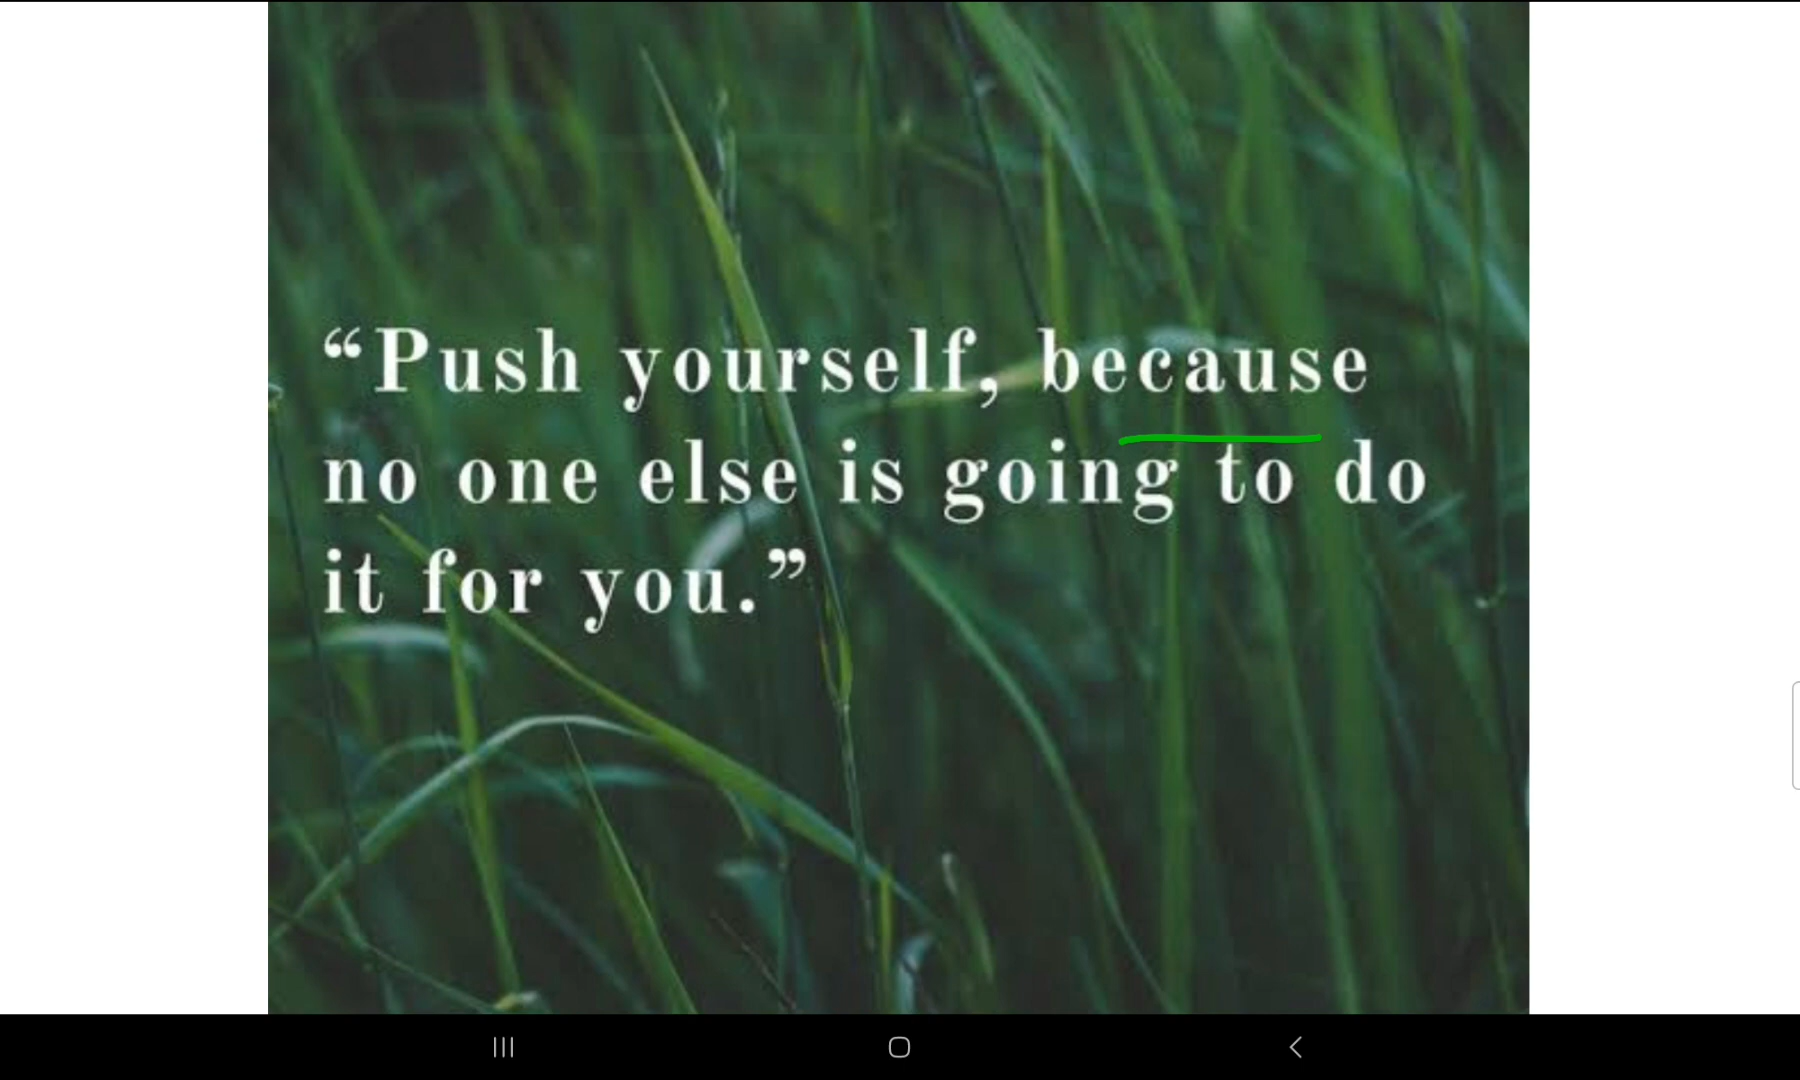 “Push yourself, because
no one else is going to do
it for you.”